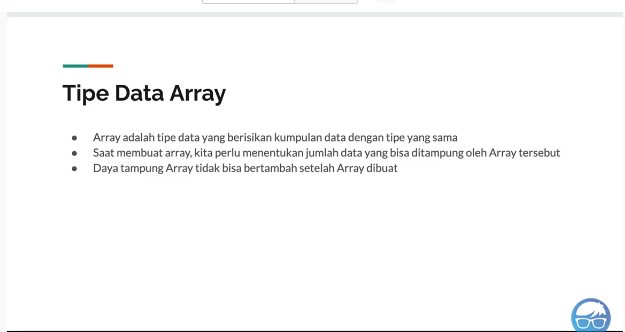 Tipe Data Array
● Array adalah tipe data yang berisikan kumpulan data dengan tipe yang sama
● Saat membuat array, kita perlu menentukan jumlah data yang bisa ditampung oleh Array tersebut
● Daya tampung Array tidak bisa bertambah setelah Array dibuat